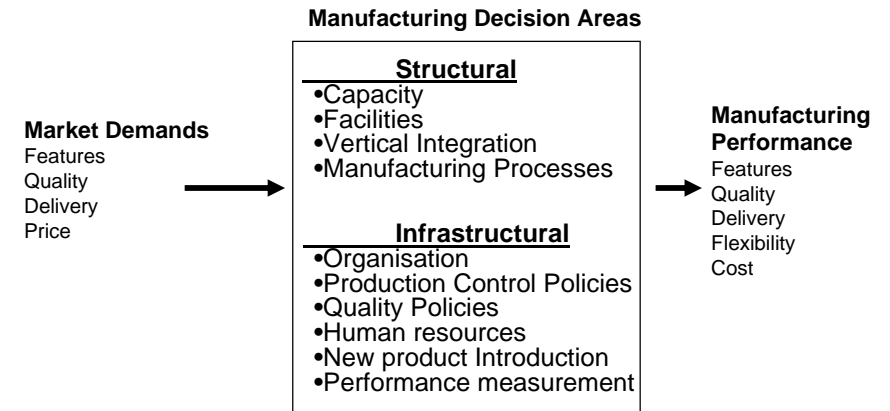 Manufacturing Decision Areas
Market Demands
Features
Quality
Delivery
Price
Structural
•Capacity
•Facilities
•Vertical Integration
•Manufacturing Processes
Infrastructural
•Organisation
•Production Control Policies
•Quality Policies
•Human resources
•New product Introduction
•Performance measurement
Manufacturing
Performance
Features
Quality
Delivery
Flexibility
Cost